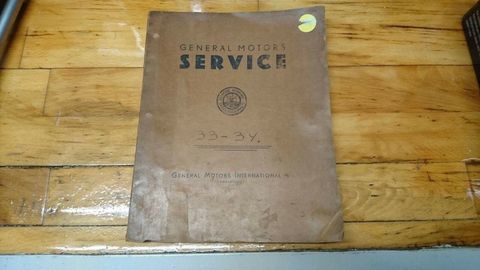 GENERAL MOTORS
SERVICE
33-34.
GENERAL MOTORS INTERNATIONAL